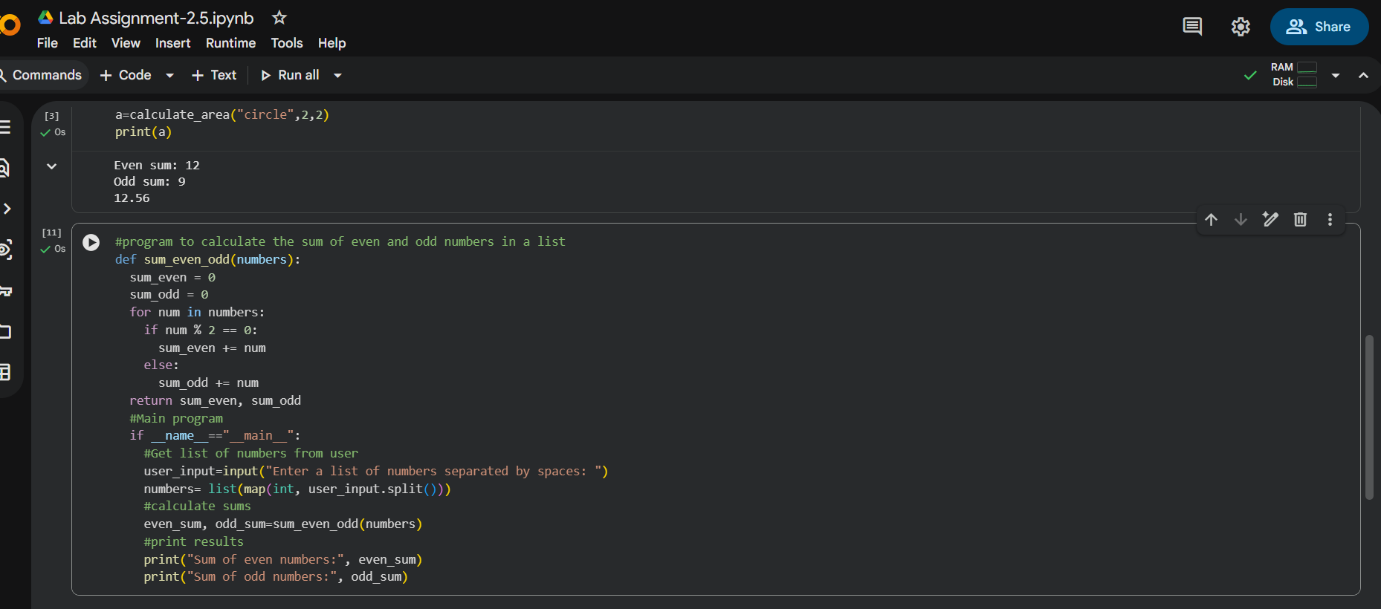 Lab Assignment-2.5.ipynb
File Edit View Insert Runtime Tools Help
Share
Commands + Code + Text Run all
RAM
Disk
[3]
0s
a=calculate_area("circle",2,2)
print(a)
Even sum: 12
Odd sum: 9
12.56
[11]
0s
#program to calculate the sum of even and odd numbers in a list
def sum_even_odd(numbers):
  sum_even = 0
  sum_odd = 0
  for num in numbers:
    if num % 2 == 0:
      sum_even += num
    else:
      sum_odd += num
  return sum_even, sum_odd
  #Main program
  if __name__=="__main__":
    #Get list of numbers from user
    user_input=input("Enter a list of numbers separated by spaces: ")
    numbers= list(map(int, user_input.split()))
    #calculate sums
    even_sum, odd_sum=sum_even_odd(numbers)
    #print results
    print("Sum of even numbers:", even_sum)
    print("Sum of odd numbers:", odd_sum)